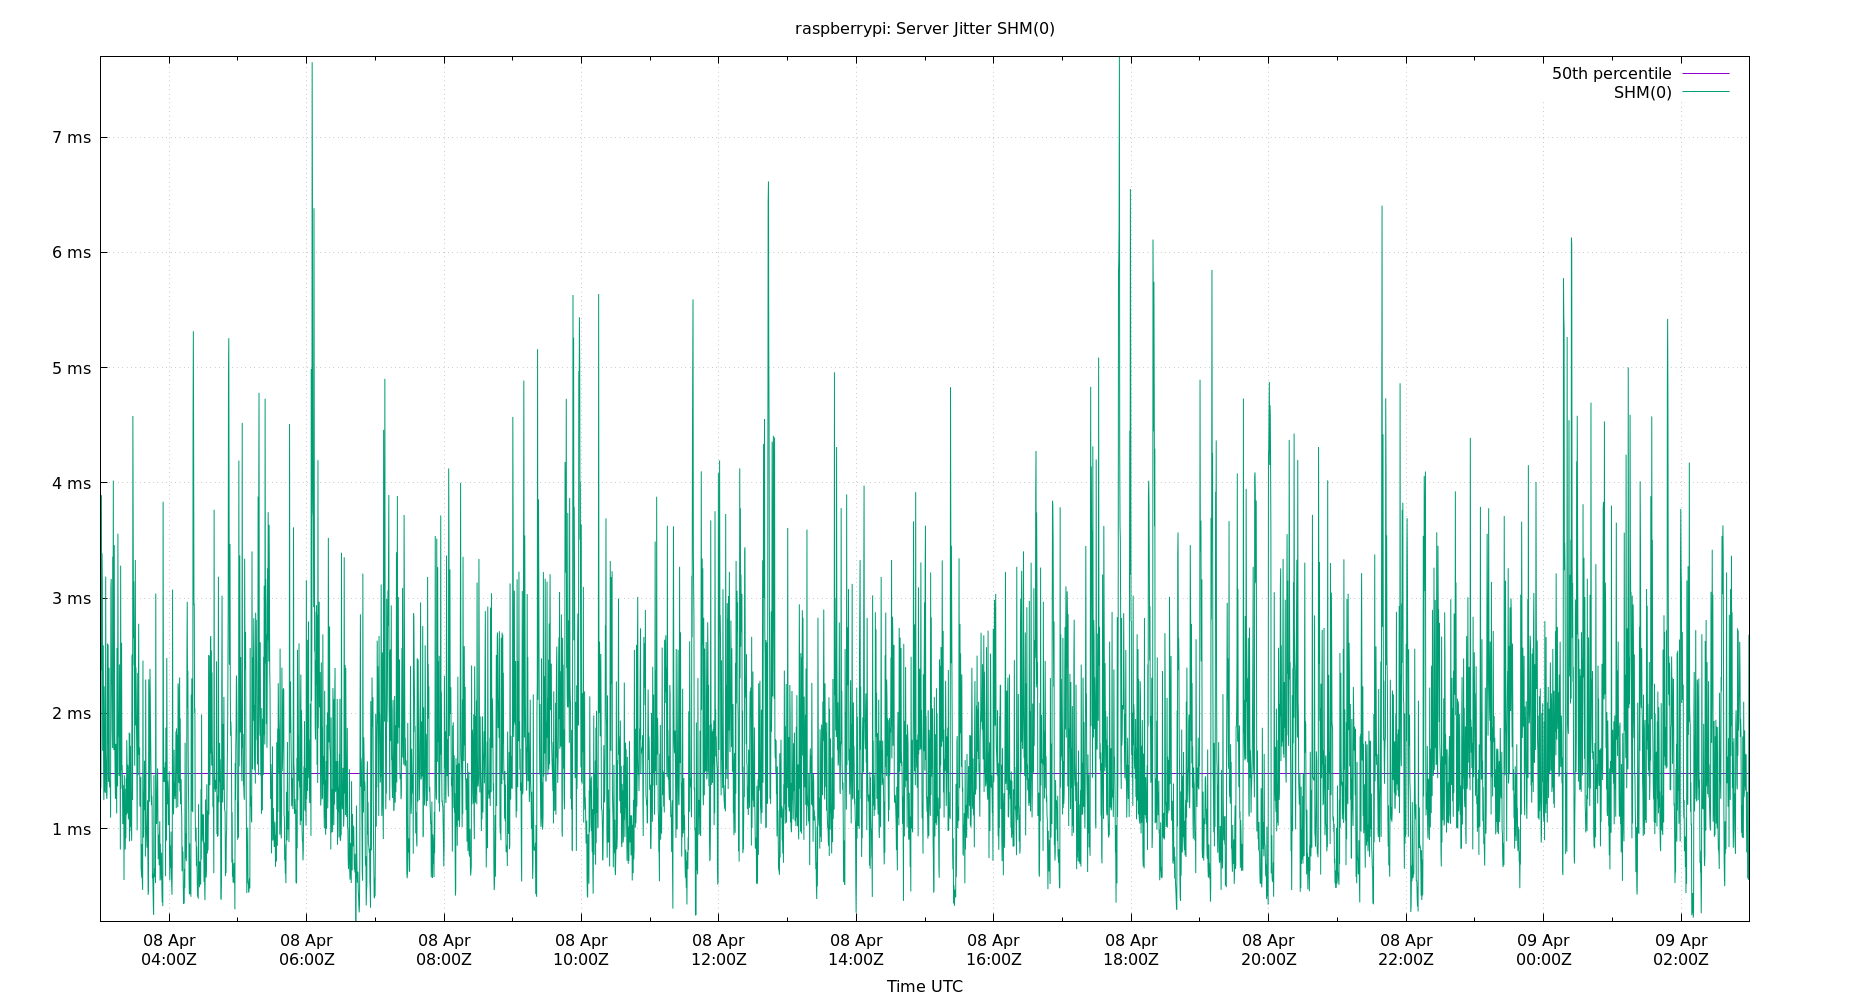 raspberrypi: Server Jitter SHM(0)
50th percentile
SHM(0)
7 ms
6 ms
5 ms
4 ms
3 ms
2 ms
1 ms
08 Apr 08 Apr 08 Apr 08 Apr 08 Apr 08 Apr 08 Apr 08 Apr 08 Apr 08 Apr 09 Apr 09 Apr
04:00Z 06:00Z 08:00Z 10:00Z 12:00Z 14:00Z 16:00Z 18:00Z 20:00Z 22:00Z 00:00Z 02:00Z
Time UTC